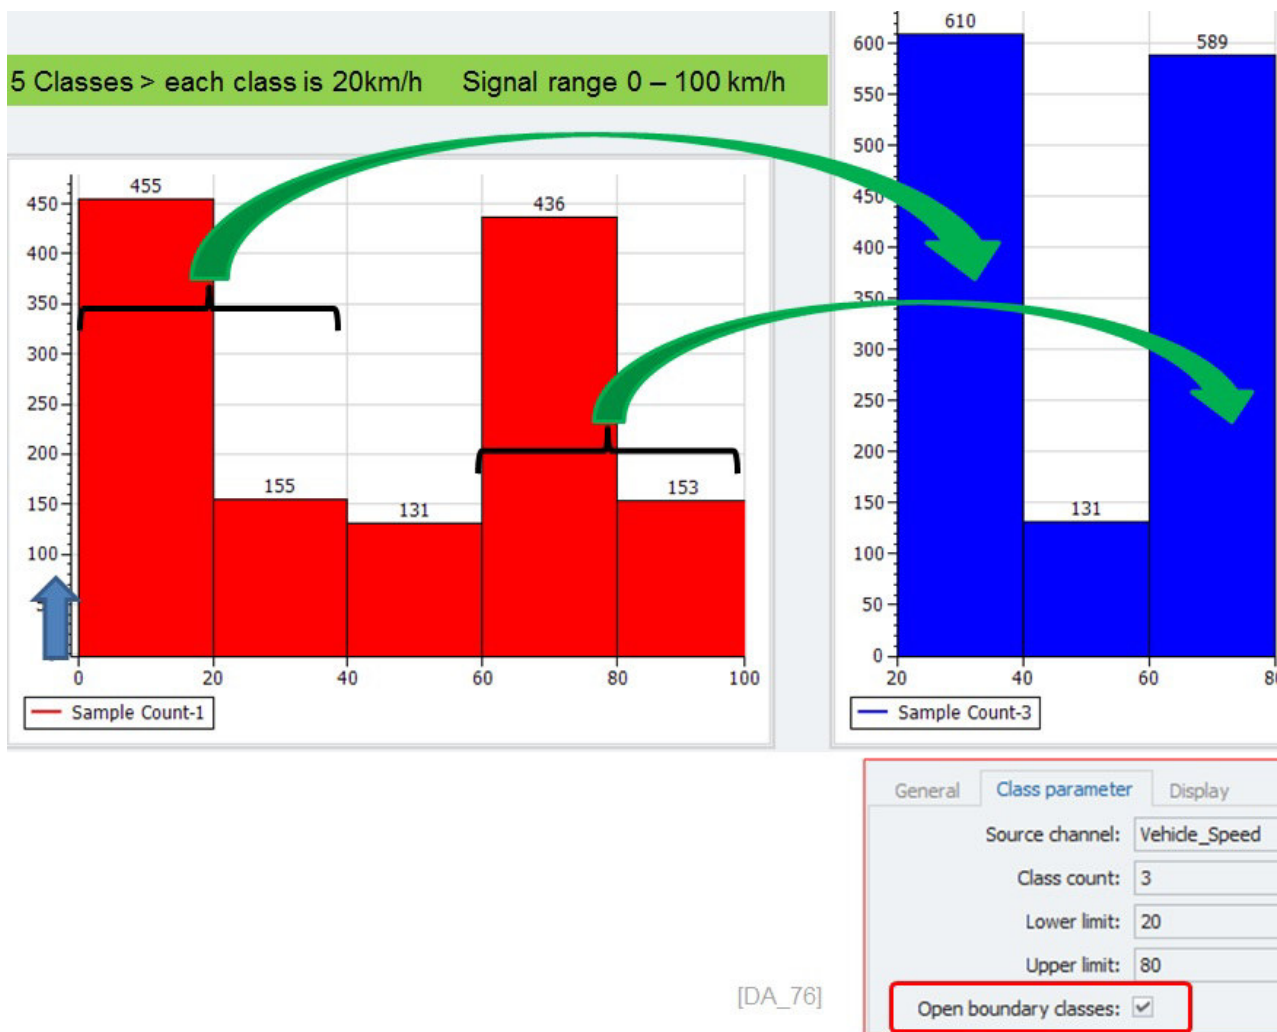 5 Classes > each class is 20km/h Signal range 0 – 100 km/h
455
436
155
131
153
450
400
350
300
250
200
150
100
0 20 40 60 80 100
Sample Count-1
610
589
131
600
550
500
450
400
350
300
250
200
150
100
50
0
20 40 60
Sample Count-3
General Class parameter Display
Source channel: Vehicle_Speed
Class count: 3
Lower limit: 20
Upper limit: 80
Open boundary classes:
[DA_76]